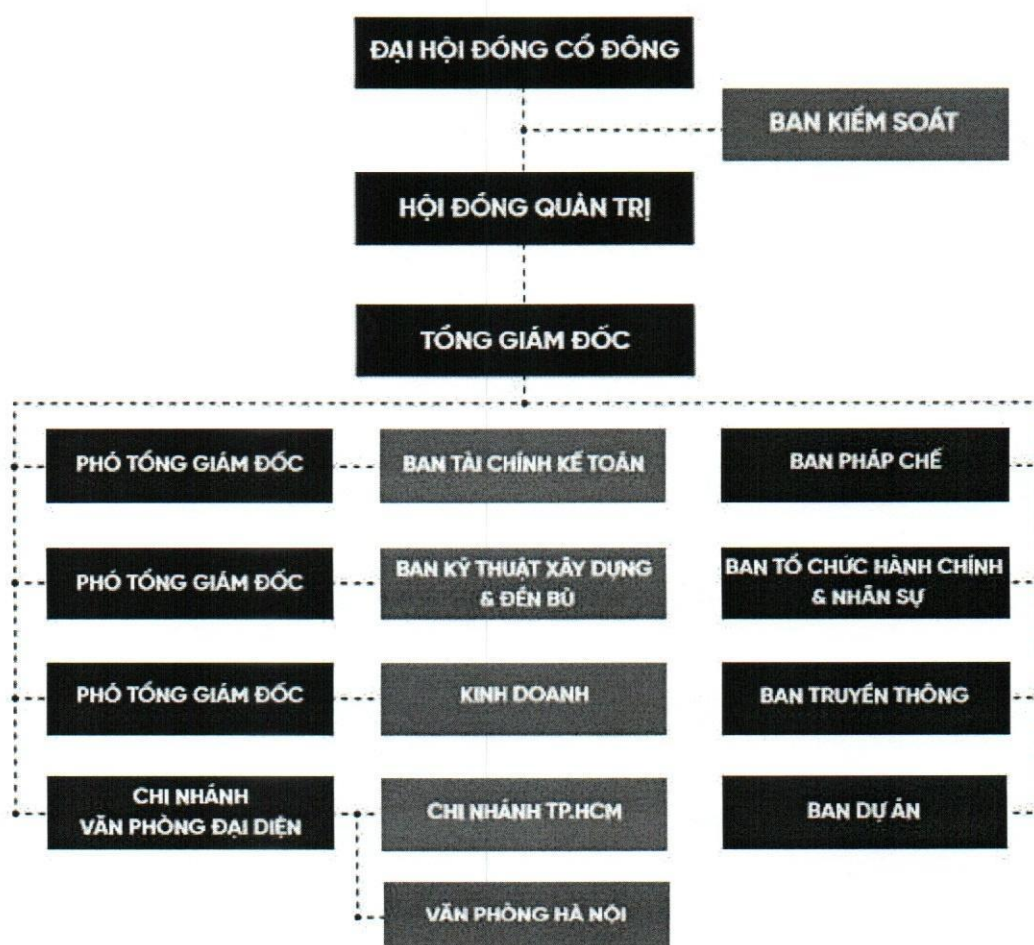 ĐẠI HỘI ĐỒNG CỔ ĐÔNG
BAN KIỂM SOÁT
HỘI ĐỒNG QUẢN TRỊ
TỔNG GIÁM ĐỐC
PHÓ TỔNG GIÁM ĐỐC
BAN TÀI CHÍNH KẾ TOÁN
BAN PHÁP CHẾ
PHÓ TỔNG GIÁM ĐỐC
BAN KỸ THUẬT XÂY DỰNG
& ĐỀN BÙ
BAN TỔ CHỨC HÀNH CHÍNH
& NHÂN SỰ
PHÓ TỔNG GIÁM ĐỐC
KINH DOANH
BAN TRUYỀN THÔNG
CHI NHÁNH
VĂN PHÒNG ĐẠI DIỆN
CHI NHÁNH TP.HCM
BAN DỰ ÁN
VĂN PHÒNG HÀ NỘI